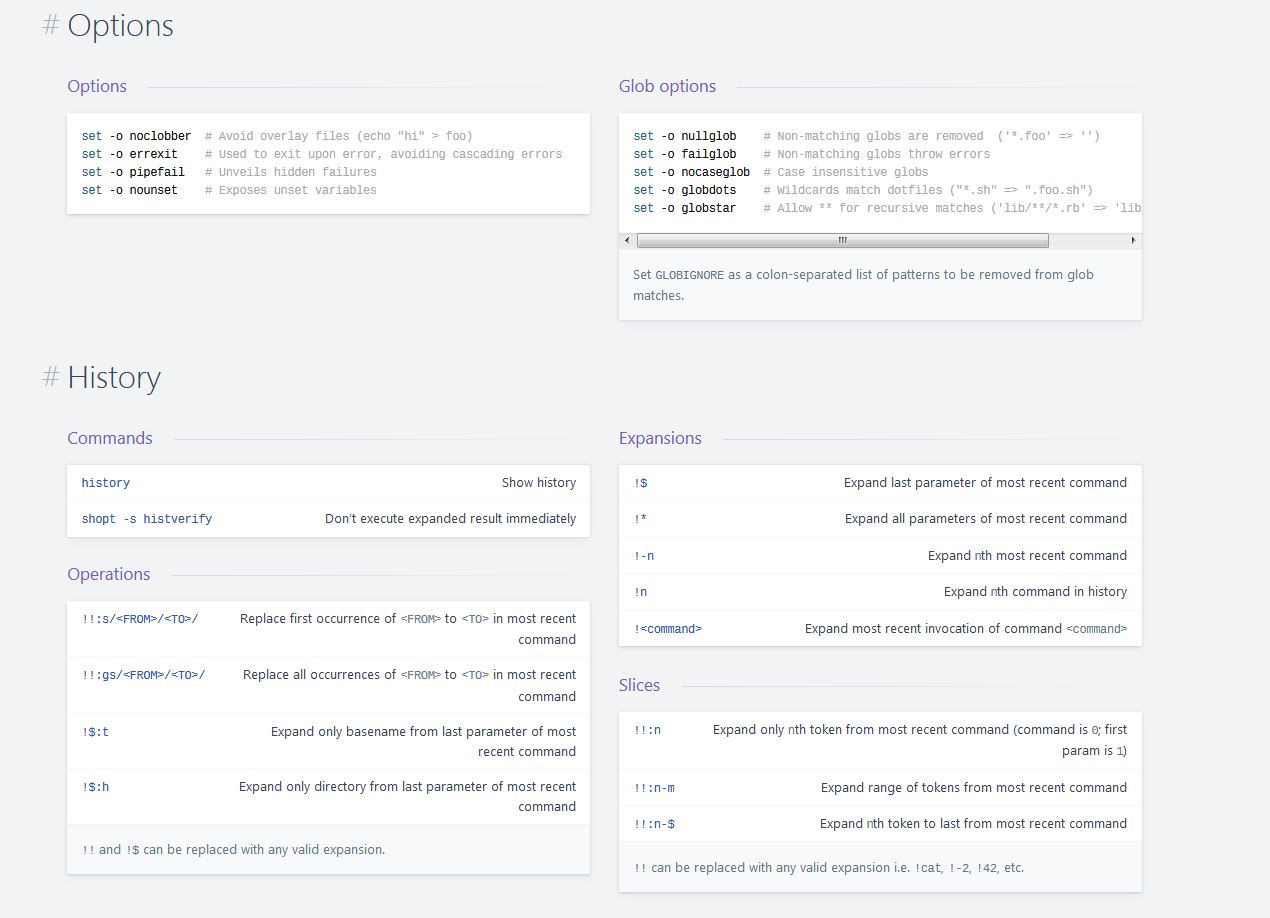 # Options
Options
set -o noclobber # Avoid overlay files (echo "hi" > foo)
set -o errexit # Used to exit upon error, avoiding cascading errors
set -o pipefail # Unveils hidden failures
set -o nounset # Exposes unset variables
Glob options
set -o nullglob # Non-matching globs are removed ('*.foo' => '')
set -o failglob # Non-matching globs throw errors
set -o nocaseglob # Case insensitive globs
set -o globdots # Wildcards match dotfiles ("*.sh" => ".foo.sh")
set -o globstar # Allow ** for recursive matches ('lib/**/*.rb' => 'lib
Set GLOBIGNORE as a colon-separated list of patterns to be removed from glob
matches.
# History
Commands
history Show history
shopt -s histverify Don't execute expanded result immediately
Operations
!!:s/<FROM>/<TO>/ Replace first occurrence of <FROM> to <TO> in most recent
command
!!:gs/<FROM>/<TO>/ Replace all occurrences of <FROM> to <TO> in most recent
command
!$:t Expand only basename from last parameter of most
recent command
!$:h Expand only directory from last parameter of most recent
command
!! and !$ can be replaced with any valid expansion.
Expansions
!$ Expand last parameter of most recent command
!* Expand all parameters of most recent command
!-n Expand nth most recent command
!n Expand nth command in history
!<command> Expand most recent invocation of command <command>
Slices
!!:n Expand only nth token from most recent command (command is 0; first
param is 1)
!!:n-m Expand range of tokens from most recent command
!!:n-$ Expand nth token to last from most recent command
!! can be replaced with any valid expansion i.e. !cat, !-2, !42, etc.